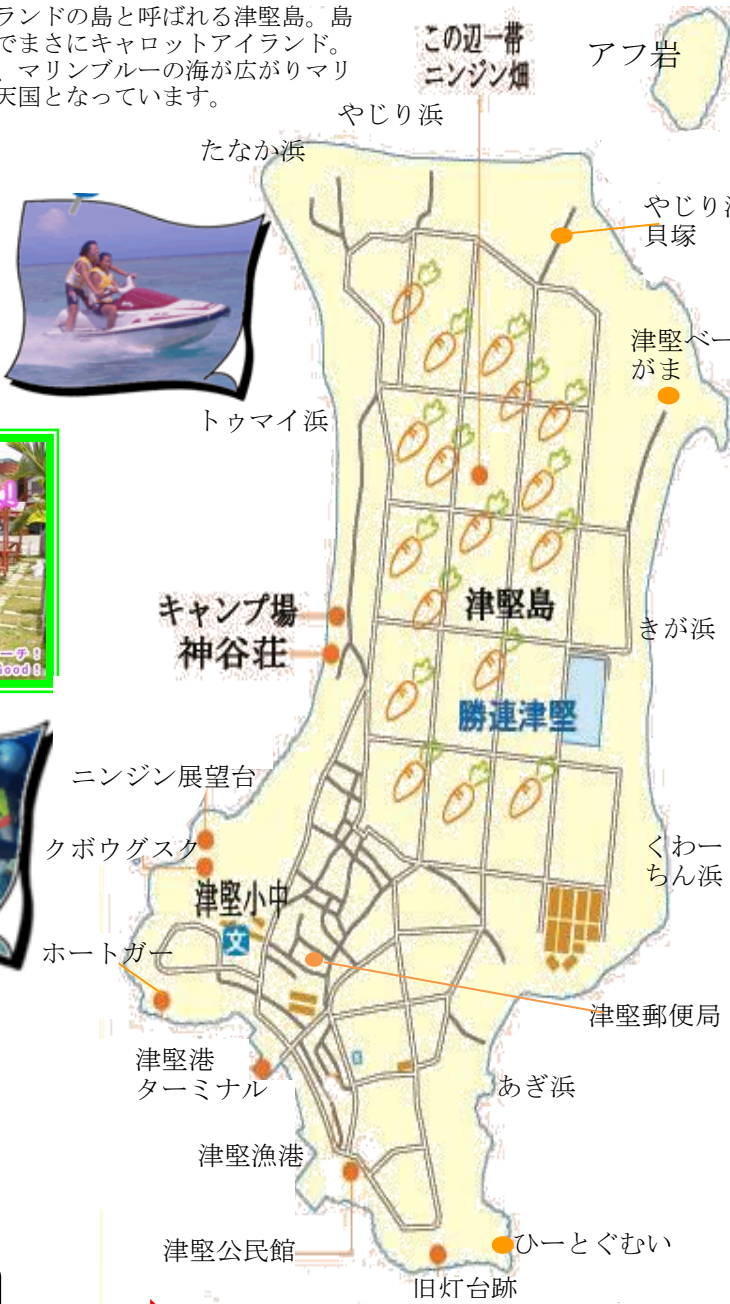 ランドの島と呼ばれる津堅島。島
でまさにキャロットアイランド。
、マリンブルーの海が広がりマリ
天国となっています。
この辺一帯
ニンジン畑
アフ岩
やじり浜
たなか浜
やじり浜
貝塚
津堅ベー
がま
トゥマイ浜
キャンプ場
神谷荘
津堅島
きが浜
勝連津堅
ーチ!
Good!
ニンジン展望台
クボウグスク
くわー
ちん浜
津堅小中
文
ホートガー
津堅郵便局
津堅港
ターミナル
あぎ浜
津堅漁港
津堅公民館
ひーとぐむい
旧灯台跡